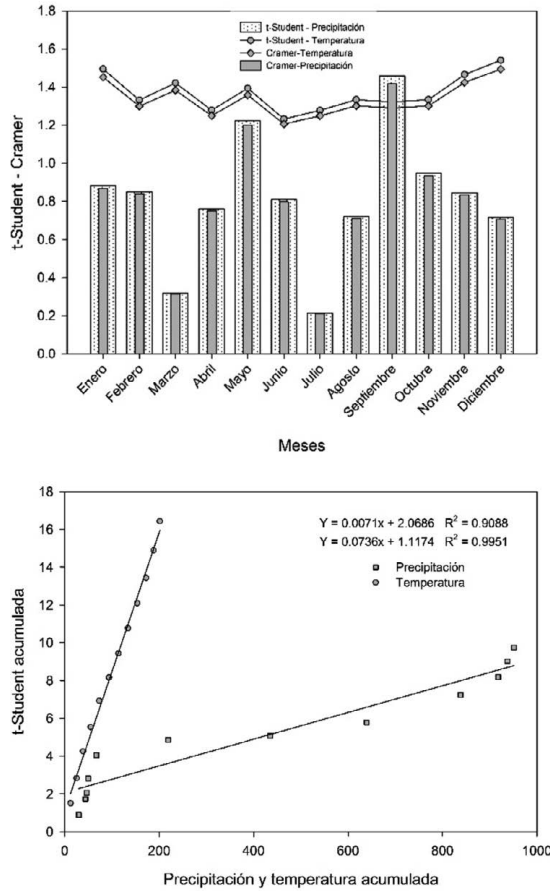 1.8
1.6
1.4
1.2
1.0
0.8
0.6
0.4
0.2
0.0
t-Student - Cramer
t-Student - Precipitación
t-Student - Temperatura
Cramer-Temperatura
Cramer-Precipitación
Enero
Febrero
Marzo
Abril
Mayo
Junio
Julio
Agosto
Septiembre
Octubre
Noviembre
Diciembre
Meses
18
16
14
12
10
8
6
4
2
0
t-Student acumulada
Y = 0.0071x + 2.0686 R² = 0.9088
Y = 0.0736x + 1.1174 R² = 0.9951
Precipitación
Temperatura
0 200 400 600 800 1000
Precipitación y temperatura acumulada